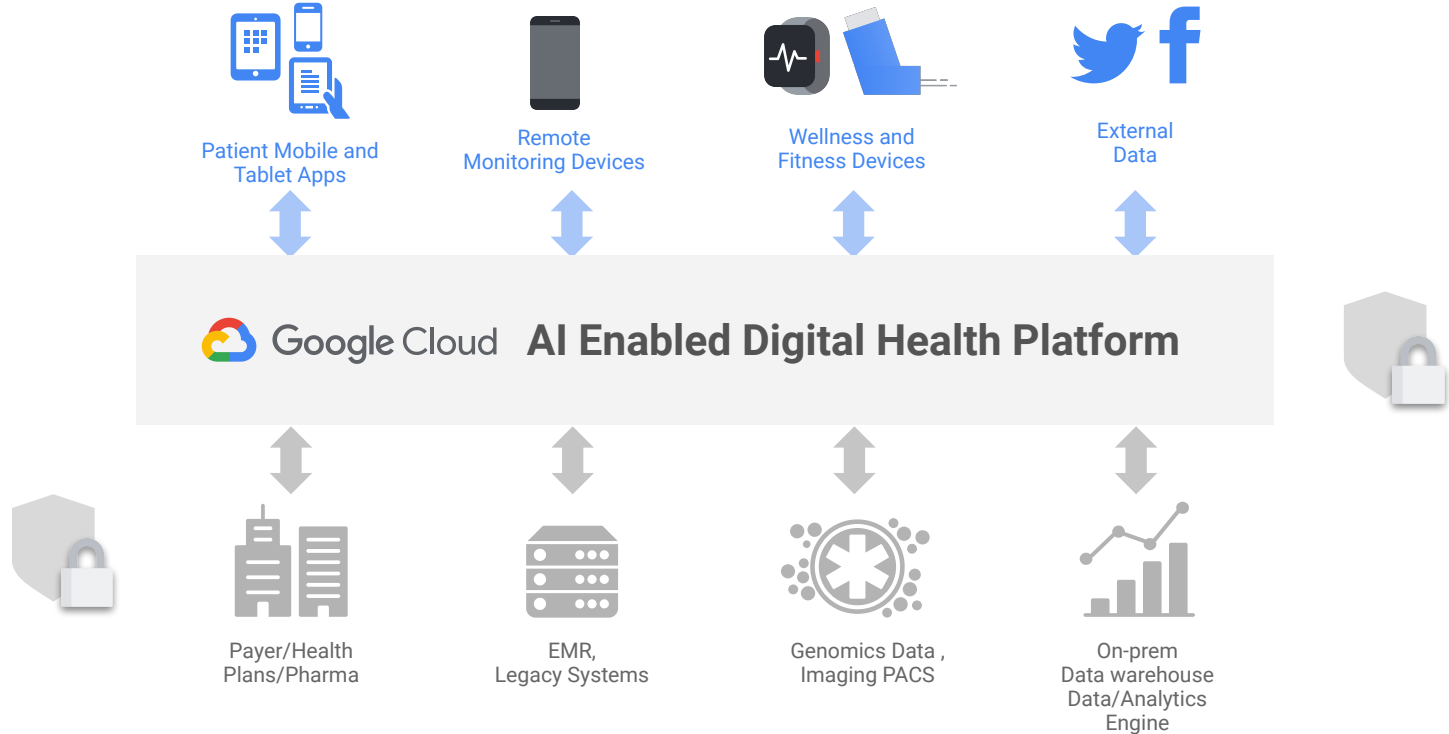 Patient Mobile and
Tablet Apps
Remote
Monitoring Devices
Wellness and
Fitness Devices
External
Data
Google Cloud AI Enabled Digital Health Platform
Payer/Health
Plans/Pharma
EMR,
Legacy Systems
Genomics Data ,
Imaging PACS
On-prem
Data warehouse
Data/Analytics
Engine